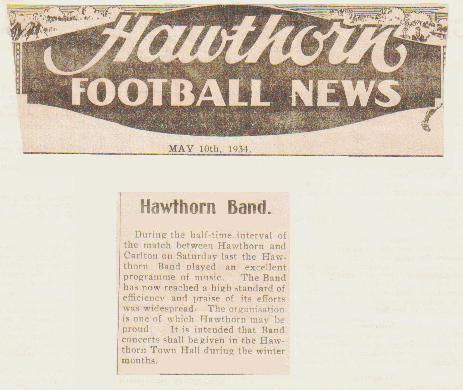 Hawthorn
FOOTBALL NEWS
MAY 10th, 1934.
Hawthorn Band.
During the half-time interval of
the match between Hawthorn and
Carlton on Saturday last the Haw-
thorn Band played an excellent
programme of music. The Band
has now reached a high standard of
efficiency and praise of its efforts
was widespread. The organisation
is one of which Hawthorn may be
proud. It is intended that Band
concerts shall be given in the Haw-
thorn Town Hall during the winter
months.